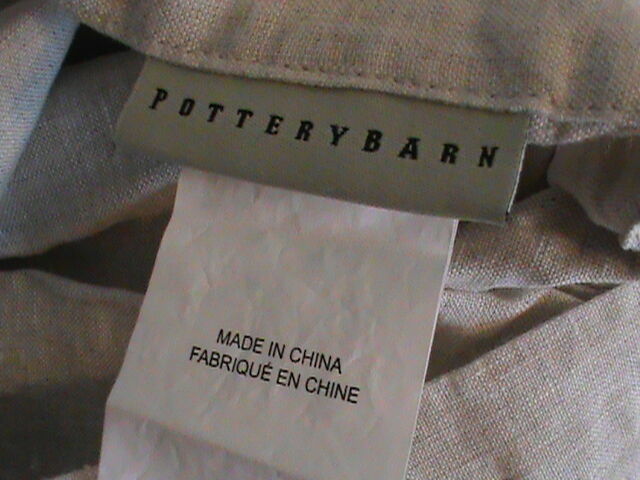 POTTERYBARN
MADE IN CHINA
FABRIQUÉ EN CHINE